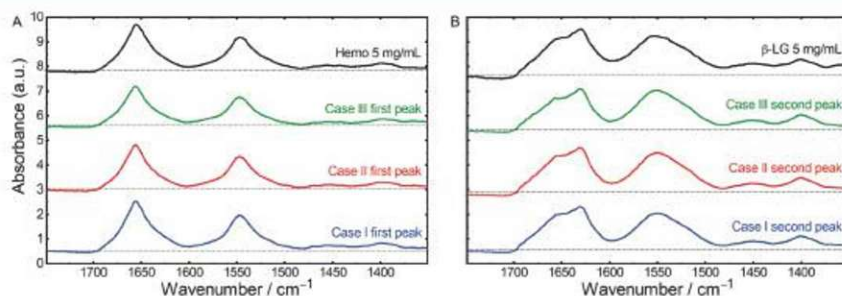 A
B
10
9
8
7
6
5
4
3
2
1
0
Absorbance (a.u.)
Hemo 5 mg/mL
Case III first peak
Case II first peak
Case I first peak
1700 1650 1600 1550 1500 1450 1400
Wavenumber / cm⁻¹
β-LG 5 mg/mL
Case III second peak
Case II second peak
Case I second peak
1700 1650 1600 1550 1500 1450 1400
Wavenumber / cm⁻¹